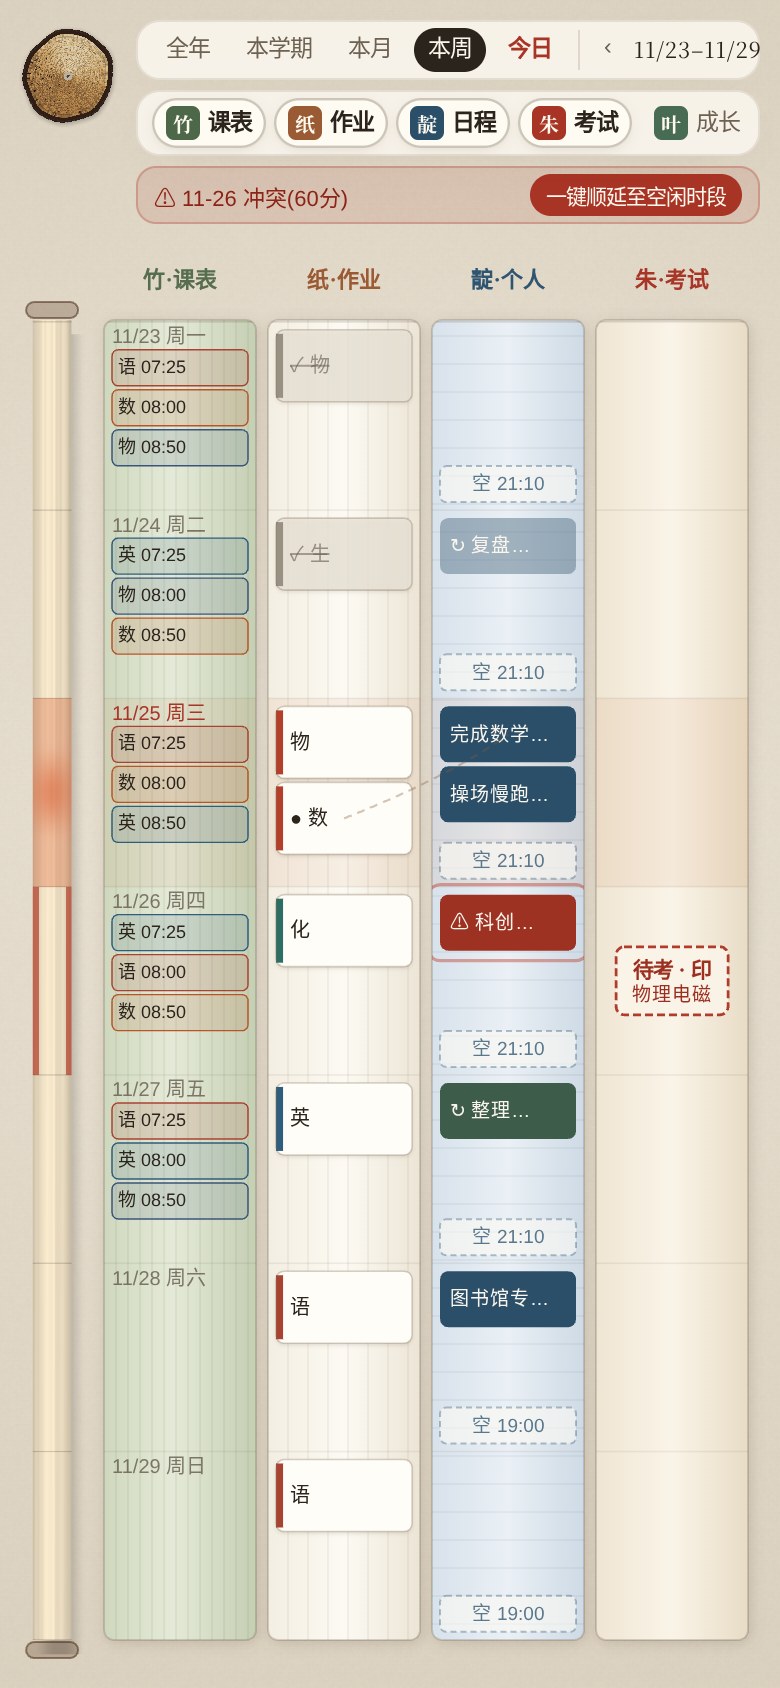 全年 本学期 本月 本周 今日 ‹ 11/23–11/29
竹 课表 纸 作业 靛 日程 朱 考试 叶 成长
⚠ 11-26 冲突(60分) 一键顺延至空闲时段
竹·课表 纸·作业 靛·个人 朱·考试
11/23 周一
语 07:25
数 08:00
物 08:50
✓ 物
空 21:10
11/24 周二
英 07:25
物 08:00
数 08:50
✓ 生
↻ 复盘…
空 21:10
11/25 周三
语 07:25
数 08:00
英 08:50
物
● 数
完成数学…
操场慢跑…
空 21:10
11/26 周四
英 07:25
语 08:00
数 08:50
化
⚠ 科创…
空 21:10
待考 · 印
物理电磁
11/27 周五
语 07:25
英 08:00
物 08:50
英
↻ 整理…
空 21:10
11/28 周六
语
图书馆专…
空 19:00
11/29 周日
语
空 19:00